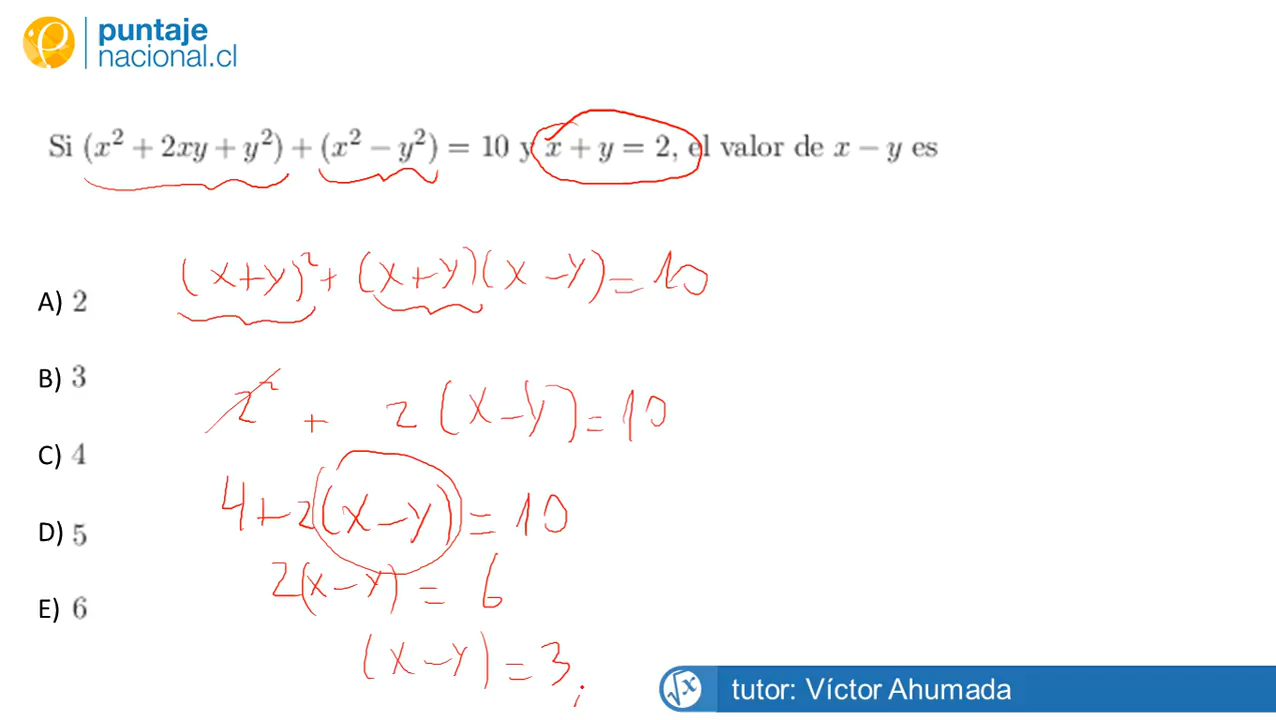 puntaje
nacional.cl
Si (x² + 2xy + y²) + (x² − y²) = 10 y x + y = 2, el valor de x − y es
(x+y)² + (x+y)(x−y) = 10
A) 2
B) 3
2² + 2(x−y) = 10
C) 4
4+2(x−y) = 10
D) 5
2(x−y) = 6
E) 6
(x−y) = 3
√x tutor: Víctor Ahumada